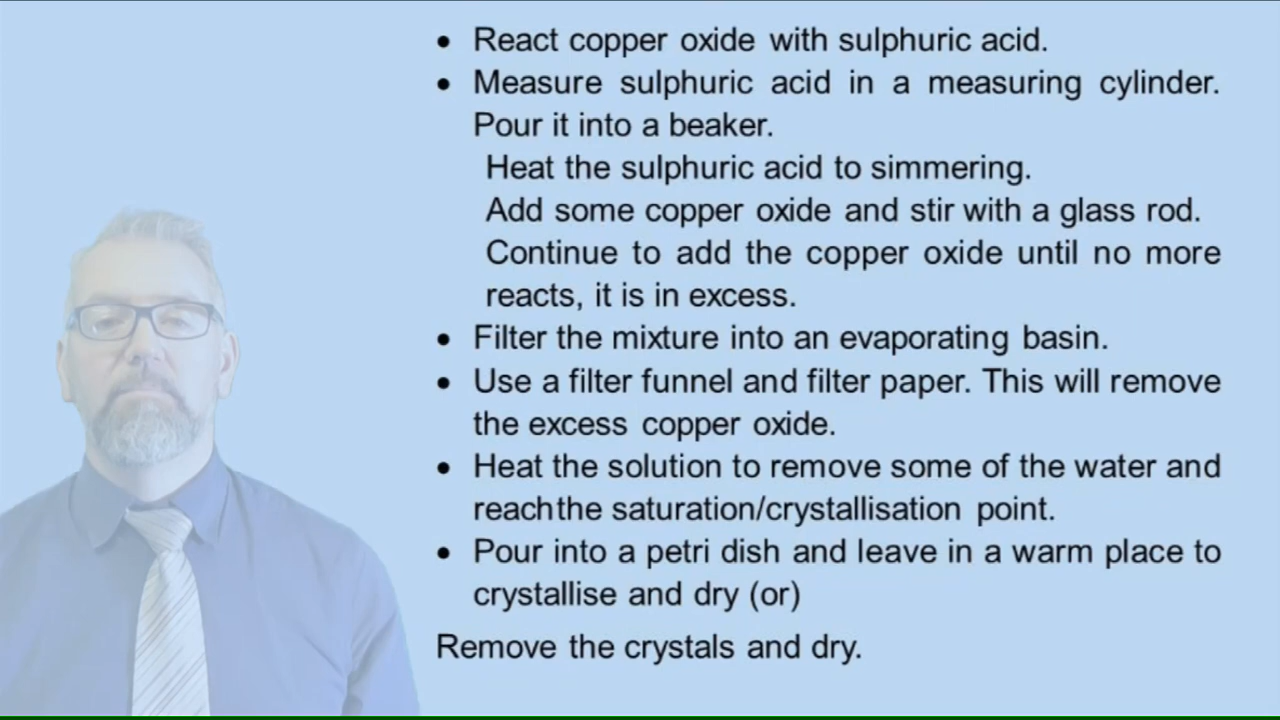 • React copper oxide with sulphuric acid.
• Measure sulphuric acid in a measuring cylinder.
Pour it into a beaker.
Heat the sulphuric acid to simmering.
Add some copper oxide and stir with a glass rod.
Continue to add the copper oxide until no more
reacts, it is in excess.
• Filter the mixture into an evaporating basin.
• Use a filter funnel and filter paper. This will remove
the excess copper oxide.
• Heat the solution to remove some of the water and
reachthe saturation/crystallisation point.
• Pour into a petri dish and leave in a warm place to
crystallise and dry (or)
Remove the crystals and dry.